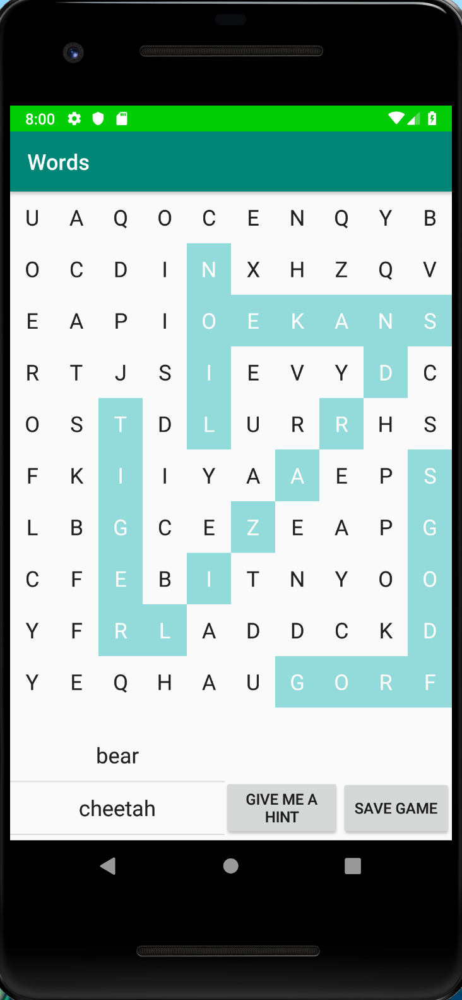 8:00
Words
U A Q O C E N Q Y B
O C D I N X H Z Q V
E A P I O E K A N S
R T J S I E V Y D C
O S T D L U R R H S
F K I I Y A A E P S
L B G C E Z E A P G
C F E B I T N Y O O
Y F R L A D D C K D
Y E Q H A U G O R F
bear
cheetah
GIVE ME A
HINT
SAVE GAME